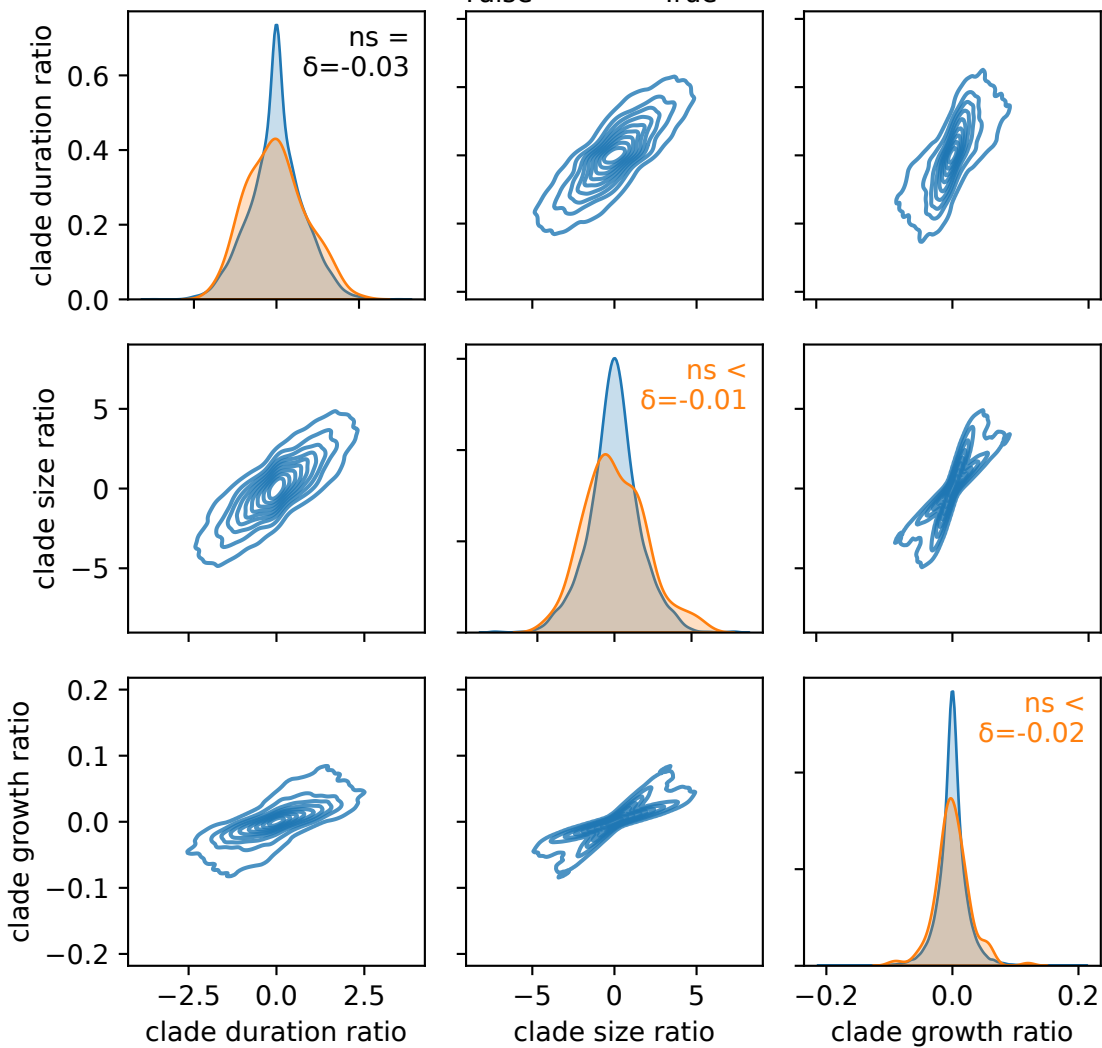 clade duration ratio
0.6
0.4
0.2
0.0
ns =
δ=-0.03
clade size ratio
5
0
−5
ns <
δ=-0.01
clade growth ratio
0.2
0.1
0.0
−0.1
−0.2
ns <
δ=-0.02
−2.5
0.0
2.5
−5
0
5
−0.2
0.0
0.2
clade duration ratio
clade size ratio
clade growth ratio